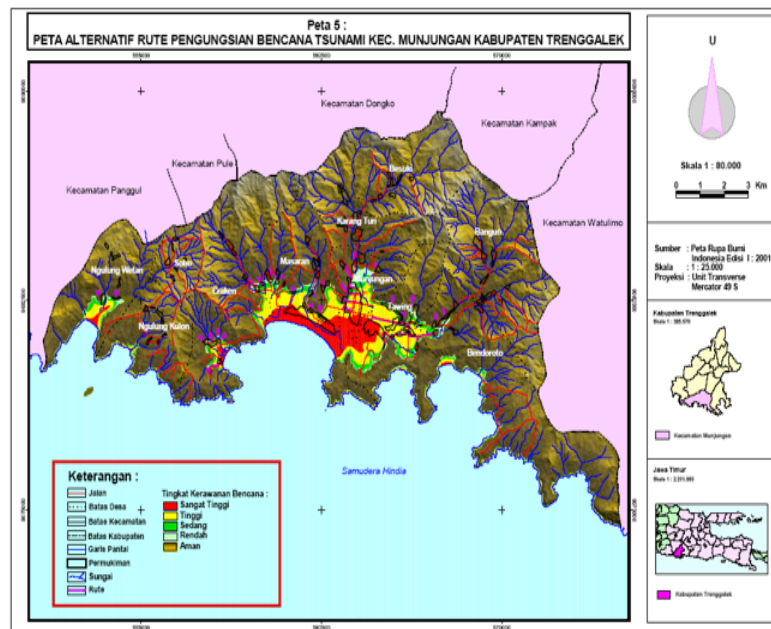 Peta 5 :
PETA ALTERNATIF RUTE PENGUNGSIAN BENCANA TSUNAMI KEC. MUNJUNGAN KABUPATEN TRENGGALEK
Kecamatan Dongko
Kecamatan Kampak
Kecamatan Pule
Kecamatan Panggul
Kecamatan Watulimo
Besuki
Karang Turi
Bangun
Masaran
Sobo
Ngulung Wetan
Munjungan
Craken
Tawing
Ngulung Kulon
Bendoroto
Samudera Hindia
Keterangan :
Jalan
Batas Desa
Batas Kecamatan
Batas Kabupaten
Garis Pantai
Permukiman
Sungai
Rute
Tingkat Kerawanan Bencana :
Sangat Tinggi
Tinggi
Sedang
Rendah
Aman
U
Skala 1 : 80.000
0 1 2 3 Km
Sumber : Peta Rupa Bumi
Indonesia Edisi I : 2001
Skala : 1 : 25.000
Proyeksi : Unit Transverse
Mercator 49 S
Kabupaten Trenggalek
Kecamatan Munjungan
Jawa Timur
Kabupaten Trenggalek